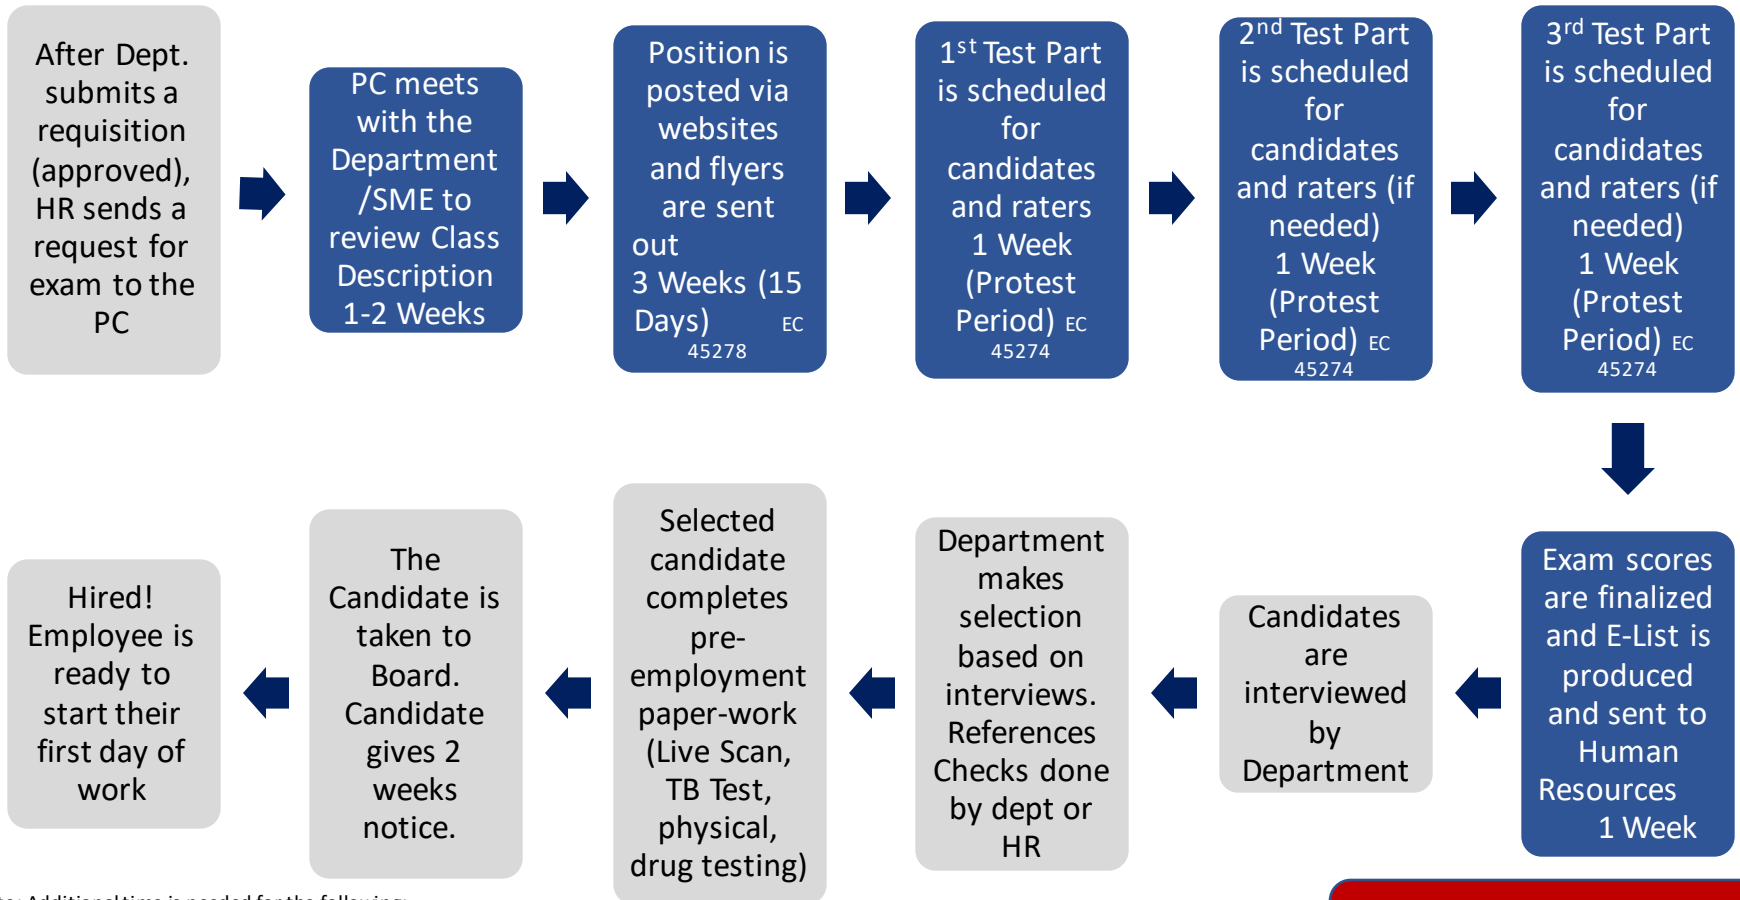 After Dept.
submits a
requisition
(approved),
HR sends a
request for
exam to the
PC
PC meets
with the
Department
/SME to
review Class
Description
1-2 Weeks
Position is
posted via
websites
and flyers
are sent
out
3 Weeks (15
Days) EC
45278
1st Test Part
is scheduled
for
candidates
and raters
1 Week
(Protest
Period) EC
45274
2nd Test Part
is scheduled
for
candidates
and raters (if
needed)
1 Week
(Protest
Period) EC
45274
3rd Test Part
is scheduled
for
candidates
and raters (if
needed)
1 Week
(Protest
Period) EC
45274
Exam scores
are finalized
and E-List is
produced
and sent to
Human
Resources
1 Week
Candidates
are
interviewed
by
Department
Department
makes
selection
based on
interviews.
References
Checks done
by dept or
HR
Selected
candidate
completes
pre-
employment
paper-work
(Live Scan,
TB Test,
physical,
drug testing)
The
Candidate is
taken to
Board.
Candidate
gives 2
weeks
notice.
Hired!
Employee is
ready to
start their
first day of
work
Additional time is needed for the following: